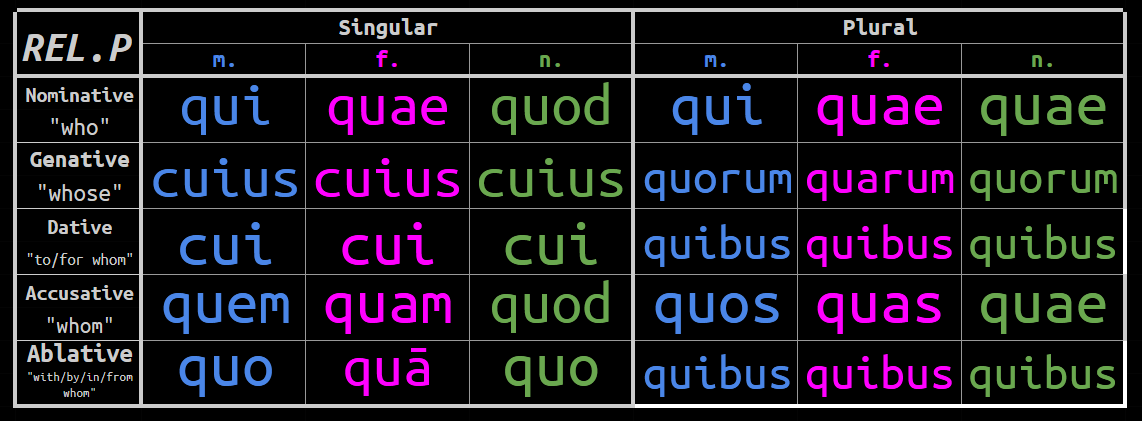 REL.P Singular Plural
m. f. n. m. f. n.
Nominative "who" qui quae quod qui quae quae
Genative "whose" cuius cuius cuius quorum quarum quorum
Dative "to/for whom" cui cui cui quibus quibus quibus
Accusative "whom" quem quam quod quos quas quae
Ablative "with/by/in/from whom" quo quā quo quibus quibus quibus